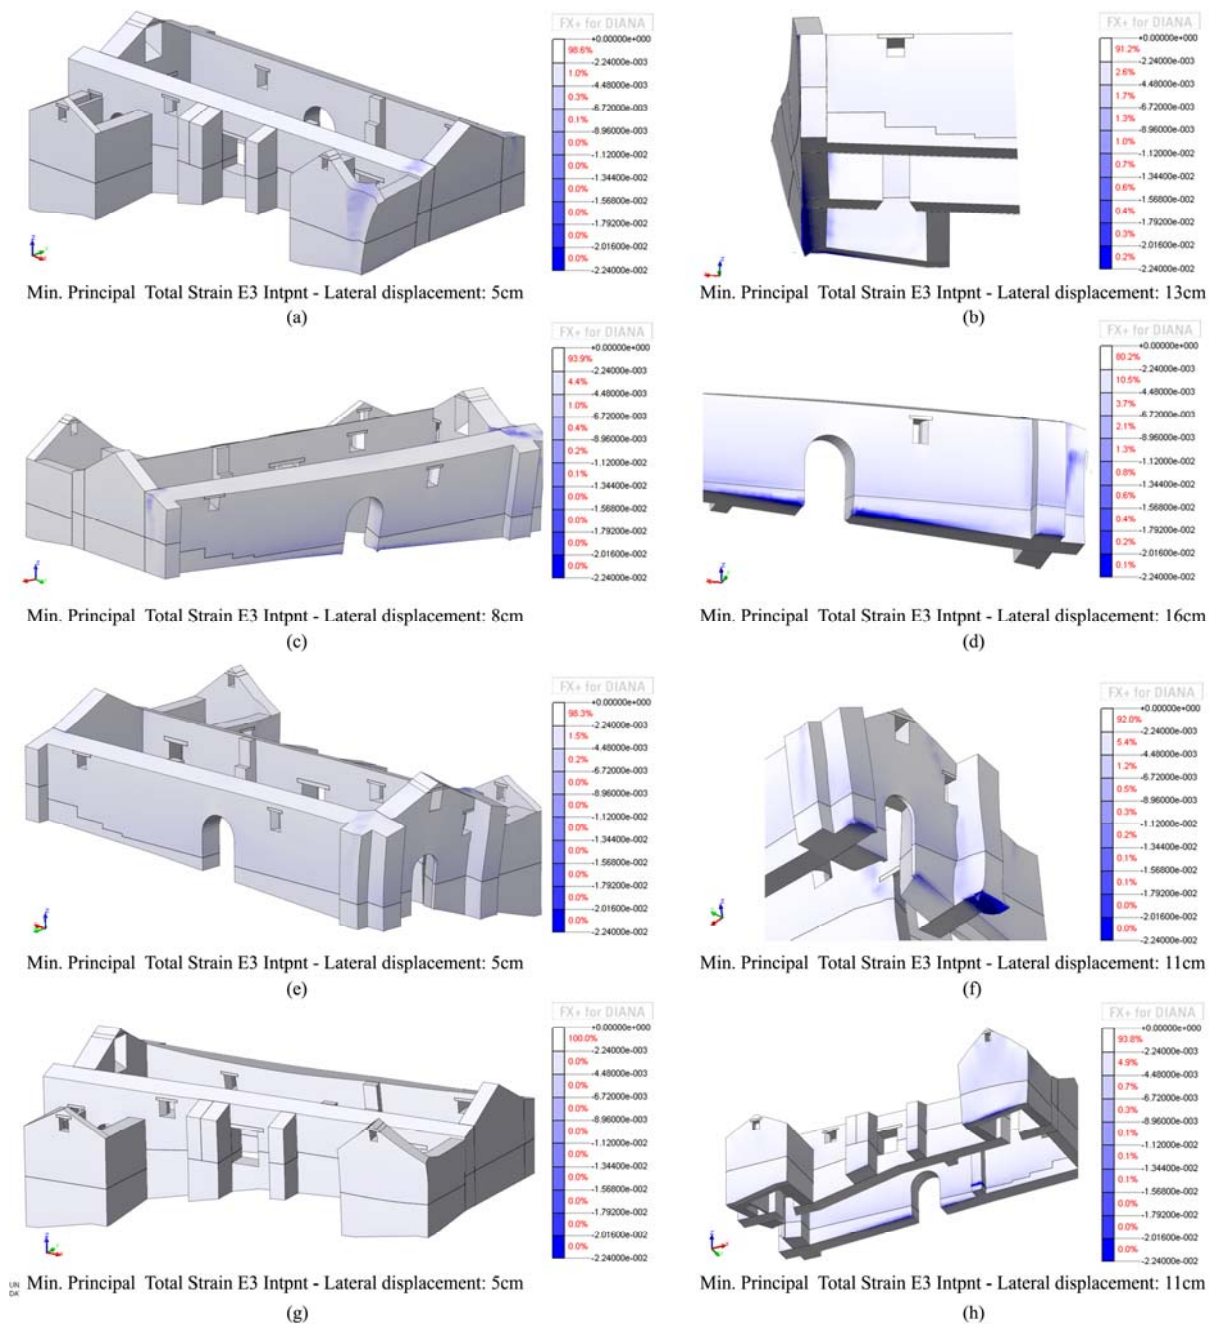 FX+ for DIANA
+0.00000e+000
98.6%
-2.24000e-003
1.0%
-4.48000e-003
0.3%
-6.72000e-003
0.1%
-8.96000e-003
0.0%
-1.12000e-002
0.0%
-1.34400e-002
0.0%
-1.56800e-002
0.0%
-1.79200e-002
0.0%
-2.01600e-002
0.0%
-2.24000e-002
Min. Principal Total Strain E3 Intpnt - Lateral displacement: 5cm
(a)
FX+ for DIANA
+0.00000e+000
91.2%
-2.24000e-003
2.6%
-4.48000e-003
1.7%
-6.72000e-003
1.3%
-8.96000e-003
1.0%
-1.12000e-002
0.7%
-1.34400e-002
0.6%
-1.56800e-002
0.4%
-1.79200e-002
0.3%
-2.01600e-002
0.2%
-2.24000e-002
Min. Principal Total Strain E3 Intpnt - Lateral displacement: 13cm
(b)
FX+ for DIANA
+0.00000e+000
93.9%
-2.24000e-003
4.4%
-4.48000e-003
1.0%
-6.72000e-003
0.4%
-8.96000e-003
0.2%
-1.12000e-002
0.1%
-1.34400e-002
0.0%
-1.56800e-002
0.0%
-1.79200e-002
0.0%
-2.01600e-002
0.0%
-2.24000e-002
Min. Principal Total Strain E3 Intpnt - Lateral displacement: 8cm
(c)
FX+ for DIANA
+0.00000e+000
80.2%
-2.24000e-003
10.5%
-4.48000e-003
3.7%
-6.72000e-003
2.1%
-8.96000e-003
1.3%
-1.12000e-002
0.8%
-1.34400e-002
0.6%
-1.56800e-002
0.4%
-1.79200e-002
0.2%
-2.01600e-002
0.1%
-2.24000e-002
Min. Principal Total Strain E3 Intpnt - Lateral displacement: 16cm
(d)
FX+ for DIANA
+0.00000e+000
98.3%
-2.24000e-003
1.5%
-4.48000e-003
0.2%
-6.72000e-003
0.0%
-8.96000e-003
0.0%
-1.12000e-002
0.0%
-1.34400e-002
0.0%
-1.56800e-002
0.0%
-1.79200e-002
0.0%
-2.01600e-002
0.0%
-2.24000e-002
Min. Principal Total Strain E3 Intpnt - Lateral displacement: 5cm
(e)
FX+ for DIANA
+0.00000e+000
92.0%
-2.24000e-003
5.4%
-4.48000e-003
1.2%
-6.72000e-003
0.5%
-8.96000e-003
0.3%
-1.12000e-002
0.2%
-1.34400e-002
0.1%
-1.56800e-002
0.1%
-1.79200e-002
0.0%
-2.01600e-002
0.0%
-2.24000e-002
Min. Principal Total Strain E3 Intpnt - Lateral displacement: 11cm
(f)
FX+ for DIANA
+0.00000e+000
100.0%
-2.24000e-003
0.0%
-4.48000e-003
0.0%
-6.72000e-003
0.0%
-8.96000e-003
0.0%
-1.12000e-002
0.0%
-1.34400e-002
0.0%
-1.56800e-002
0.0%
-1.79200e-002
0.0%
-2.01600e-002
0.0%
-2.24000e-002
UN
DA'
Min. Principal Total Strain E3 Intpnt - Lateral displacement: 5cm
(g)
FX+ for DIANA
+0.00000e+000
93.8%
-2.24000e-003
4.9%
-4.48000e-003
0.7%
-6.72000e-003
0.3%
-8.96000e-003
0.1%
-1.12000e-002
0.1%
-1.34400e-002
0.1%
-1.56800e-002
0.0%
-1.79200e-002
0.0%
-2.01600e-002
0.0%
-2.24000e-002
Min. Principal Total Strain E3 Intpnt - Lateral displacement: 11cm
(h)